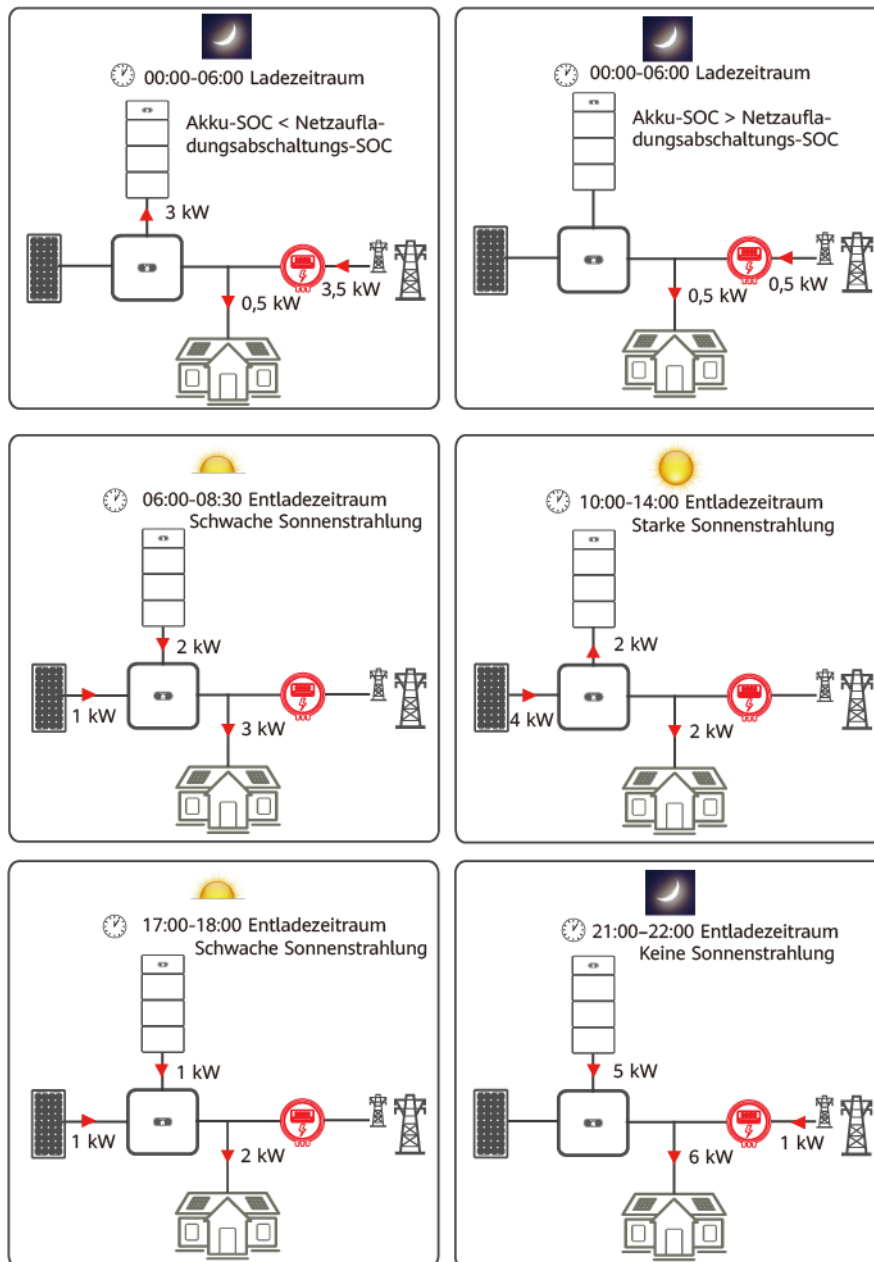 00:00-06:00 Ladezeitraum
Akku-SOC < Netzaufla-
dungsabschaltungs-SOC
3 kW
0,5 kW
3,5 kW
00:00-06:00 Ladezeitraum
Akku-SOC > Netzaufla-
dungsabschaltungs-SOC
0,5 kW
0,5 kW
06:00-08:30 Entladezeitraum
Schwache Sonnenstrahlung
2 kW
1 kW
3 kW
10:00-14:00 Entladezeitraum
Starke Sonnenstrahlung
2 kW
4 kW
2 kW
17:00-18:00 Entladezeitraum
Schwache Sonnenstrahlung
1 kW
1 kW
2 kW
21:00–22:00 Entladezeitraum
Keine Sonnenstrahlung
5 kW
6 kW
1 kW